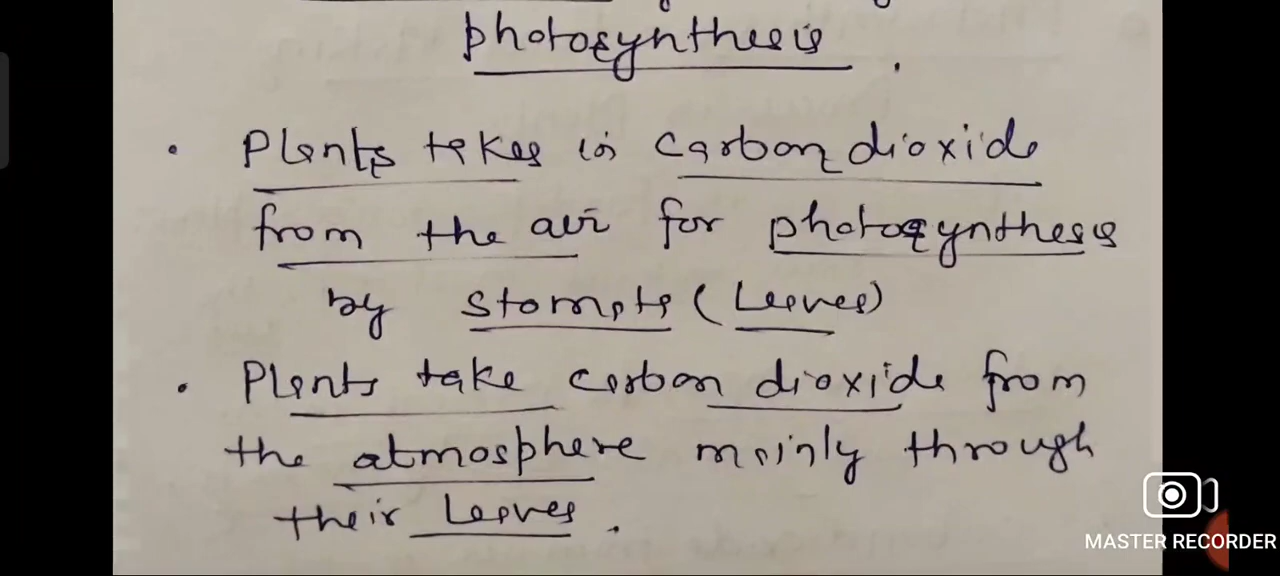 photosynthesis.
• Plants takes in carbon dioxide
from the air for photosynthesis
by stomata (Leaves)
• Plants take carbon dioxide from
the atmosphere mainly through
their Leaves.
MASTER RECORDER